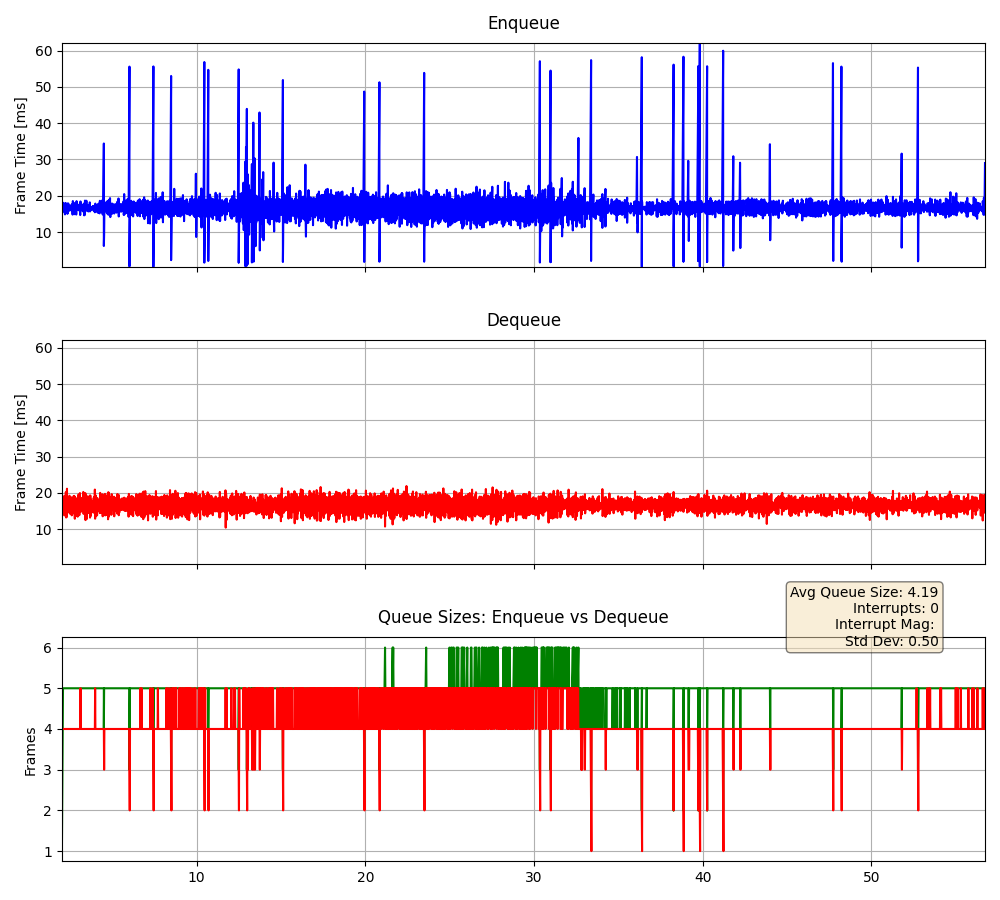 Enqueue
Frame Time [ms]
60
50
40
30
20
10
Dequeue
Frame Time [ms]
60
50
40
30
20
10
Avg Queue Size: 4.19
Interrupts: 0
Interrupt Mag:
Std Dev: 0.50
Queue Sizes: Enqueue vs Dequeue
Frames
6
5
4
3
2
1
10 20 30 40 50